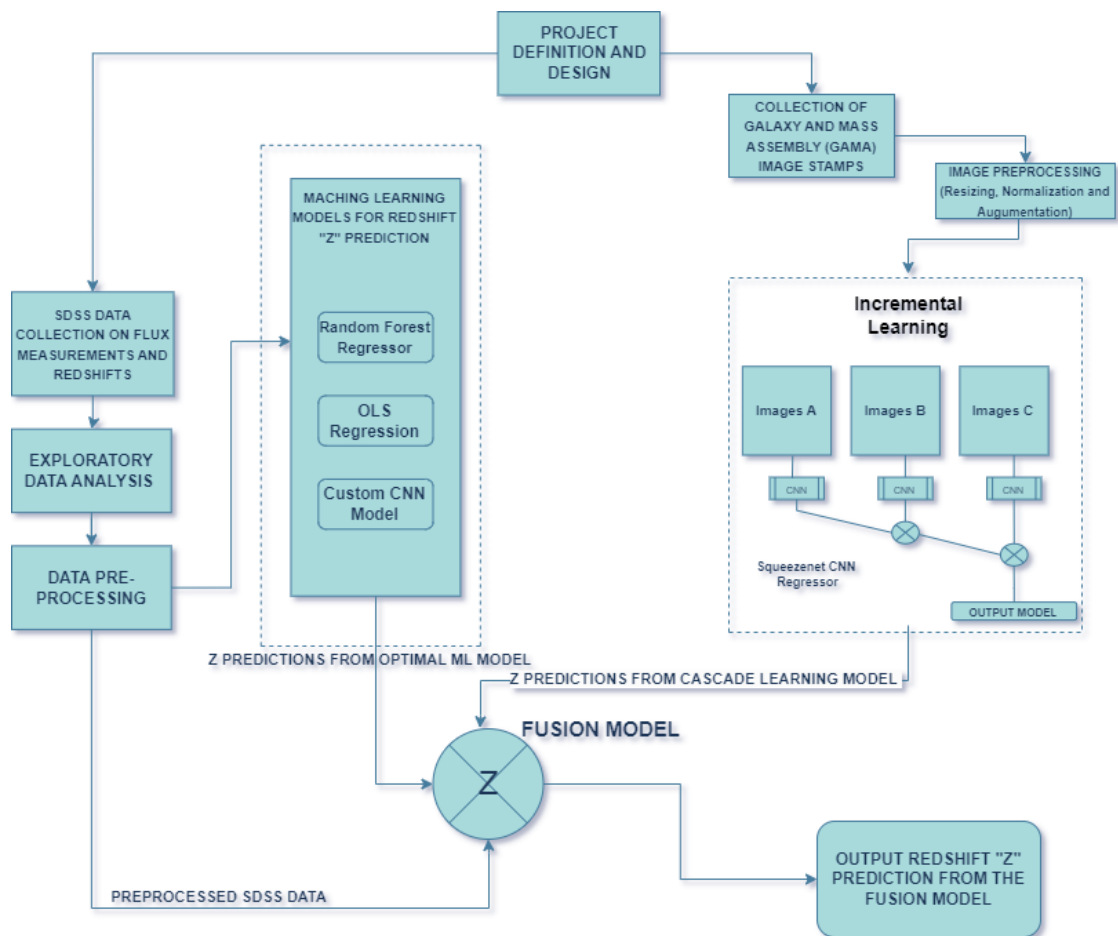 PROJECT
DEFINITION AND
DESIGN
COLLECTION OF
GALAXY AND MASS
ASSEMBLY (GAMA)
IMAGE STAMPS
IMAGE PREPROCESSING
(Resizing, Normalization and
Augumentation)
MACHING LEARNING
MODELS FOR REDSHIFT
"Z" PREDICTION
Random Forest
Regressor
OLS
Regression
Custom CNN
Model
SDSS DATA
COLLECTION ON FLUX
MEASUREMENTS AND
REDSHIFTS
EXPLORATORY
DATA ANALYSIS
DATA PRE-
PROCESSING
Incremental
Learning
Images A
Images B
Images C
CNN
CNN
CNN
Squeezenet CNN
Regressor
OUTPUT MODEL
Z PREDICTIONS FROM OPTIMAL ML MODEL
Z PREDICTIONS FROM CASCADE LEARNING MODEL
FUSION MODEL
Z
PREPROCESSED SDSS DATA
OUTPUT REDSHIFT "Z"
PREDICTION FROM THE
FUSION MODEL